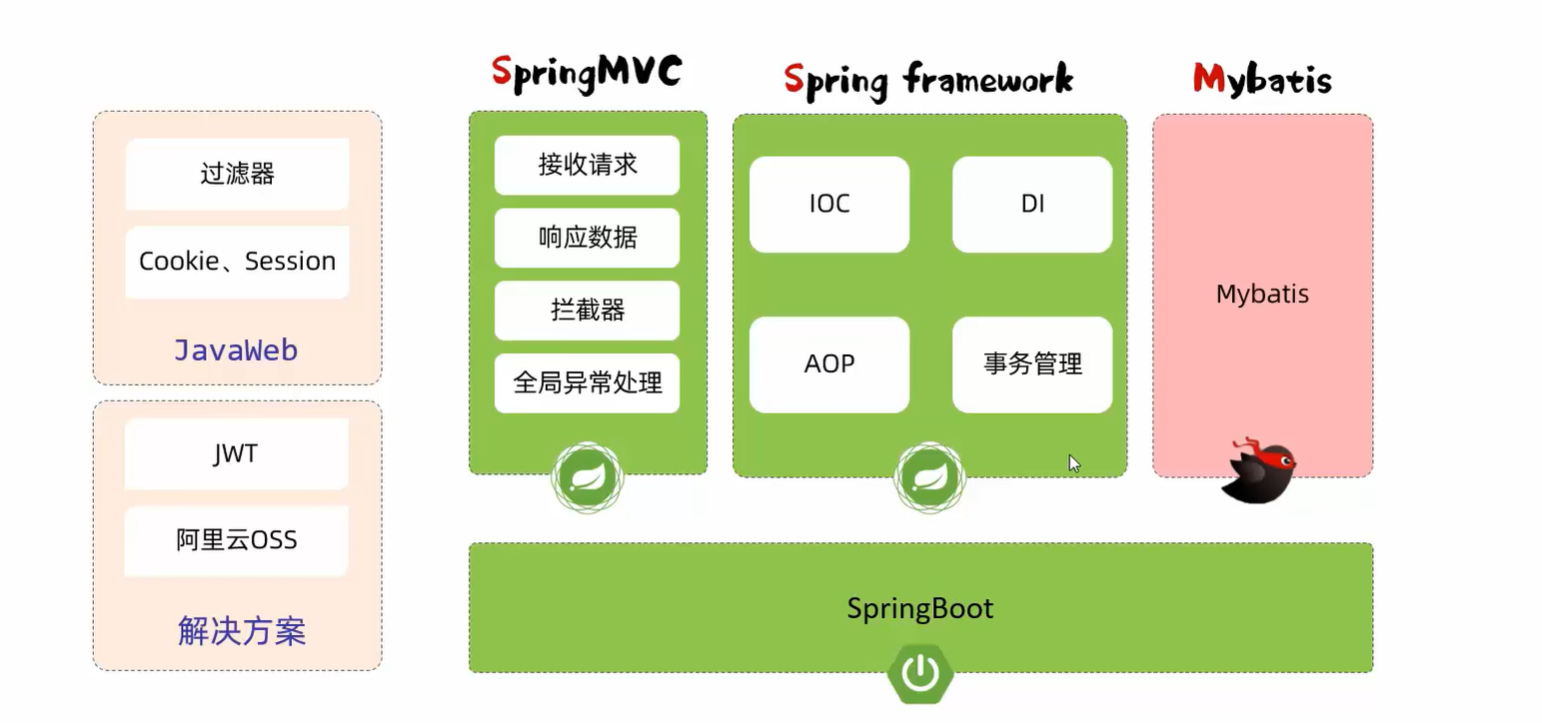 SpringMVC
Spring framework
Mybatis
过滤器
Cookie、Session
JavaWeb
JWT
阿里云OSS
解决方案
接收请求
响应数据
拦截器
全局异常处理
IOC
DI
AOP
事务管理
Mybatis
SpringBoot